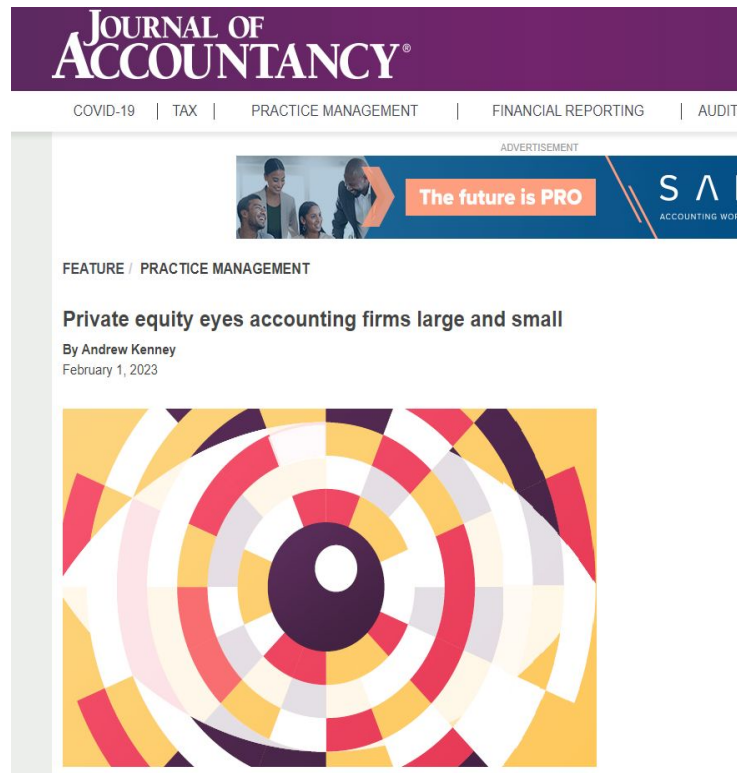 JOURNAL OF
ACCOUNTANCY®
COVID-19 | TAX | PRACTICE MANAGEMENT | FINANCIAL REPORTING | AUDIT
ADVERTISEMENT
The future is PRO
ACCOUNTING
FEATURE / PRACTICE MANAGEMENT
Private equity eyes accounting firms large and small
By Andrew Kenney
February 1, 2023